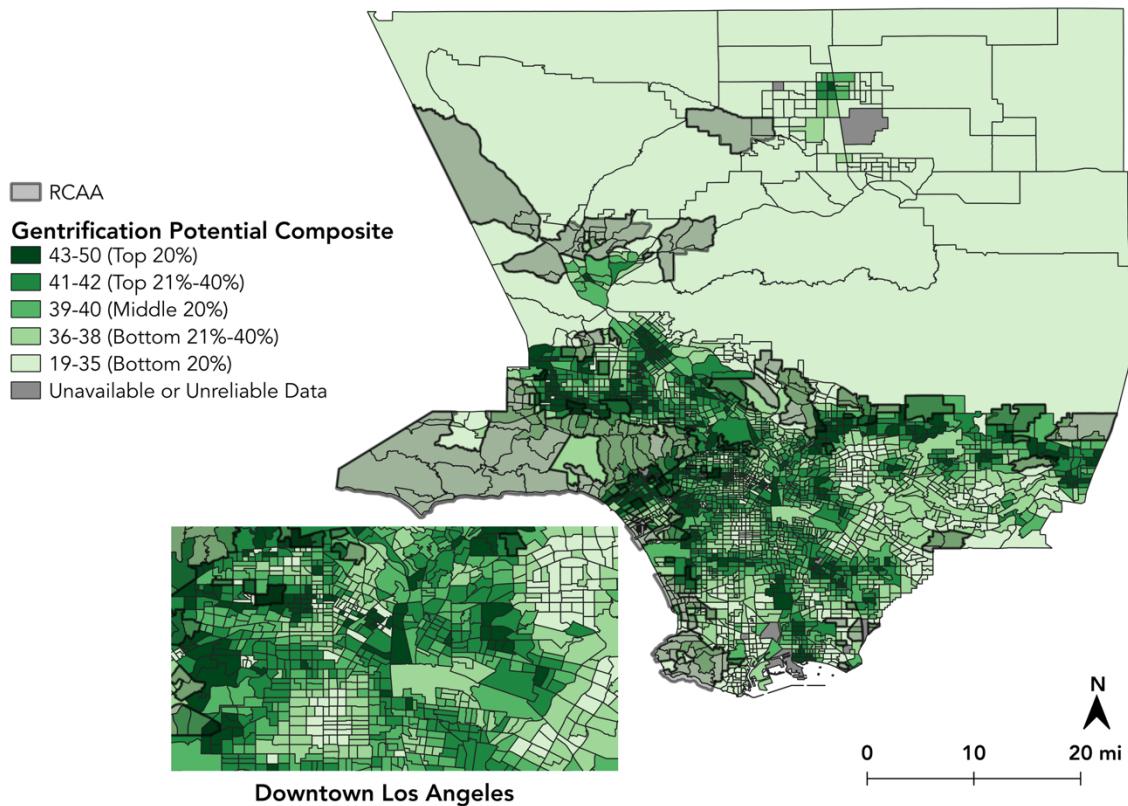 RCAA
Gentrification Potential Composite
43-50 (Top 20%)
41-42 (Top 21%-40%)
39-40 (Middle 20%)
36-38 (Bottom 21%-40%)
19-35 (Bottom 20%)
Unavailable or Unreliable Data
Downtown Los Angeles
N
0 10 20 mi